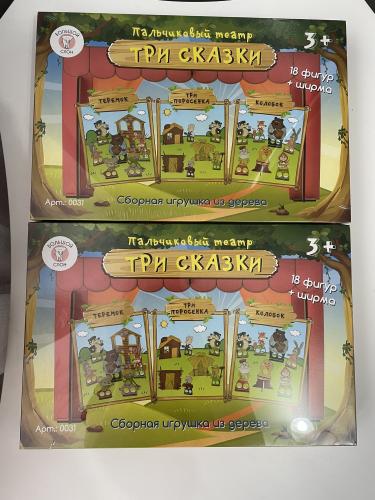 БОЛЬШОЙ
СЛОН
Пальчиковый театр
ТРИ СКАЗКИ
3+
18 фигур
+ ширма
ТЕРЕМОК
ТРИ
ПОРОСЕНКА
КОЛОБОК
Сборная игрушка из дерева
Арт.: 0031
БОЛЬШОЙ
СЛОН
Пальчиковый театр
ТРИ СКАЗКИ
3+
18 фигур
+ ширма
ТЕРЕМОК
ТРИ
ПОРОСЕНКА
КОЛОБОК
Сборная игрушка из дерева
Арт.: 0031